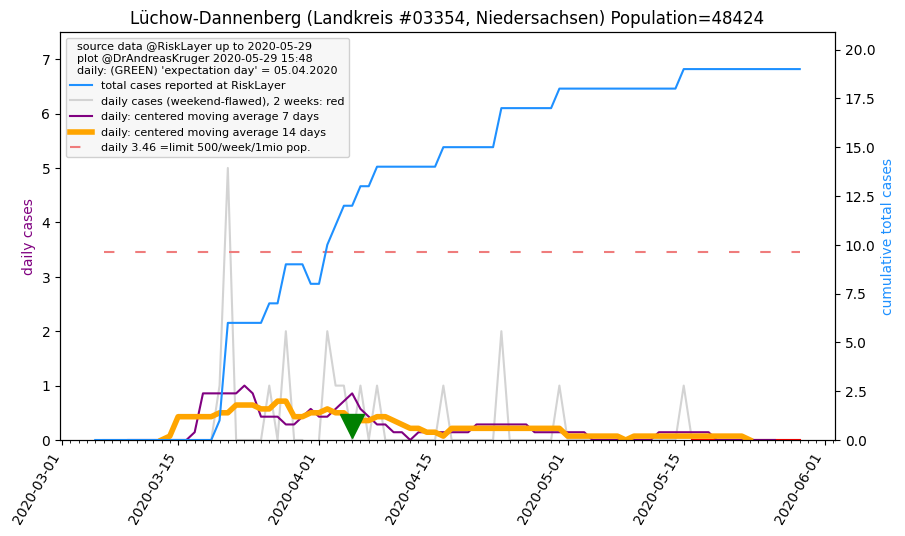 Lüchow-Dannenberg (Landkreis #03354, Niedersachsen) Population=48424
source data @RiskLayer up to 2020-05-29
plot @DrAndreasKruger 2020-05-29 15:48
daily: (GREEN) 'expectation day' = 05.04.2020
total cases reported at RiskLayer
daily cases (weekend-flawed), 2 weeks: red
daily: centered moving average 7 days
daily: centered moving average 14 days
daily 3.46 =limit 500/week/1mio pop.
daily cases
7
6
5
4
3
2
1
0
cumulative total cases
20.0
17.5
15.0
12.5
10.0
7.5
5.0
2.5
0.0
2020-03-01
2020-03-15
2020-04-01
2020-04-15
2020-05-01
2020-05-15
2020-06-01